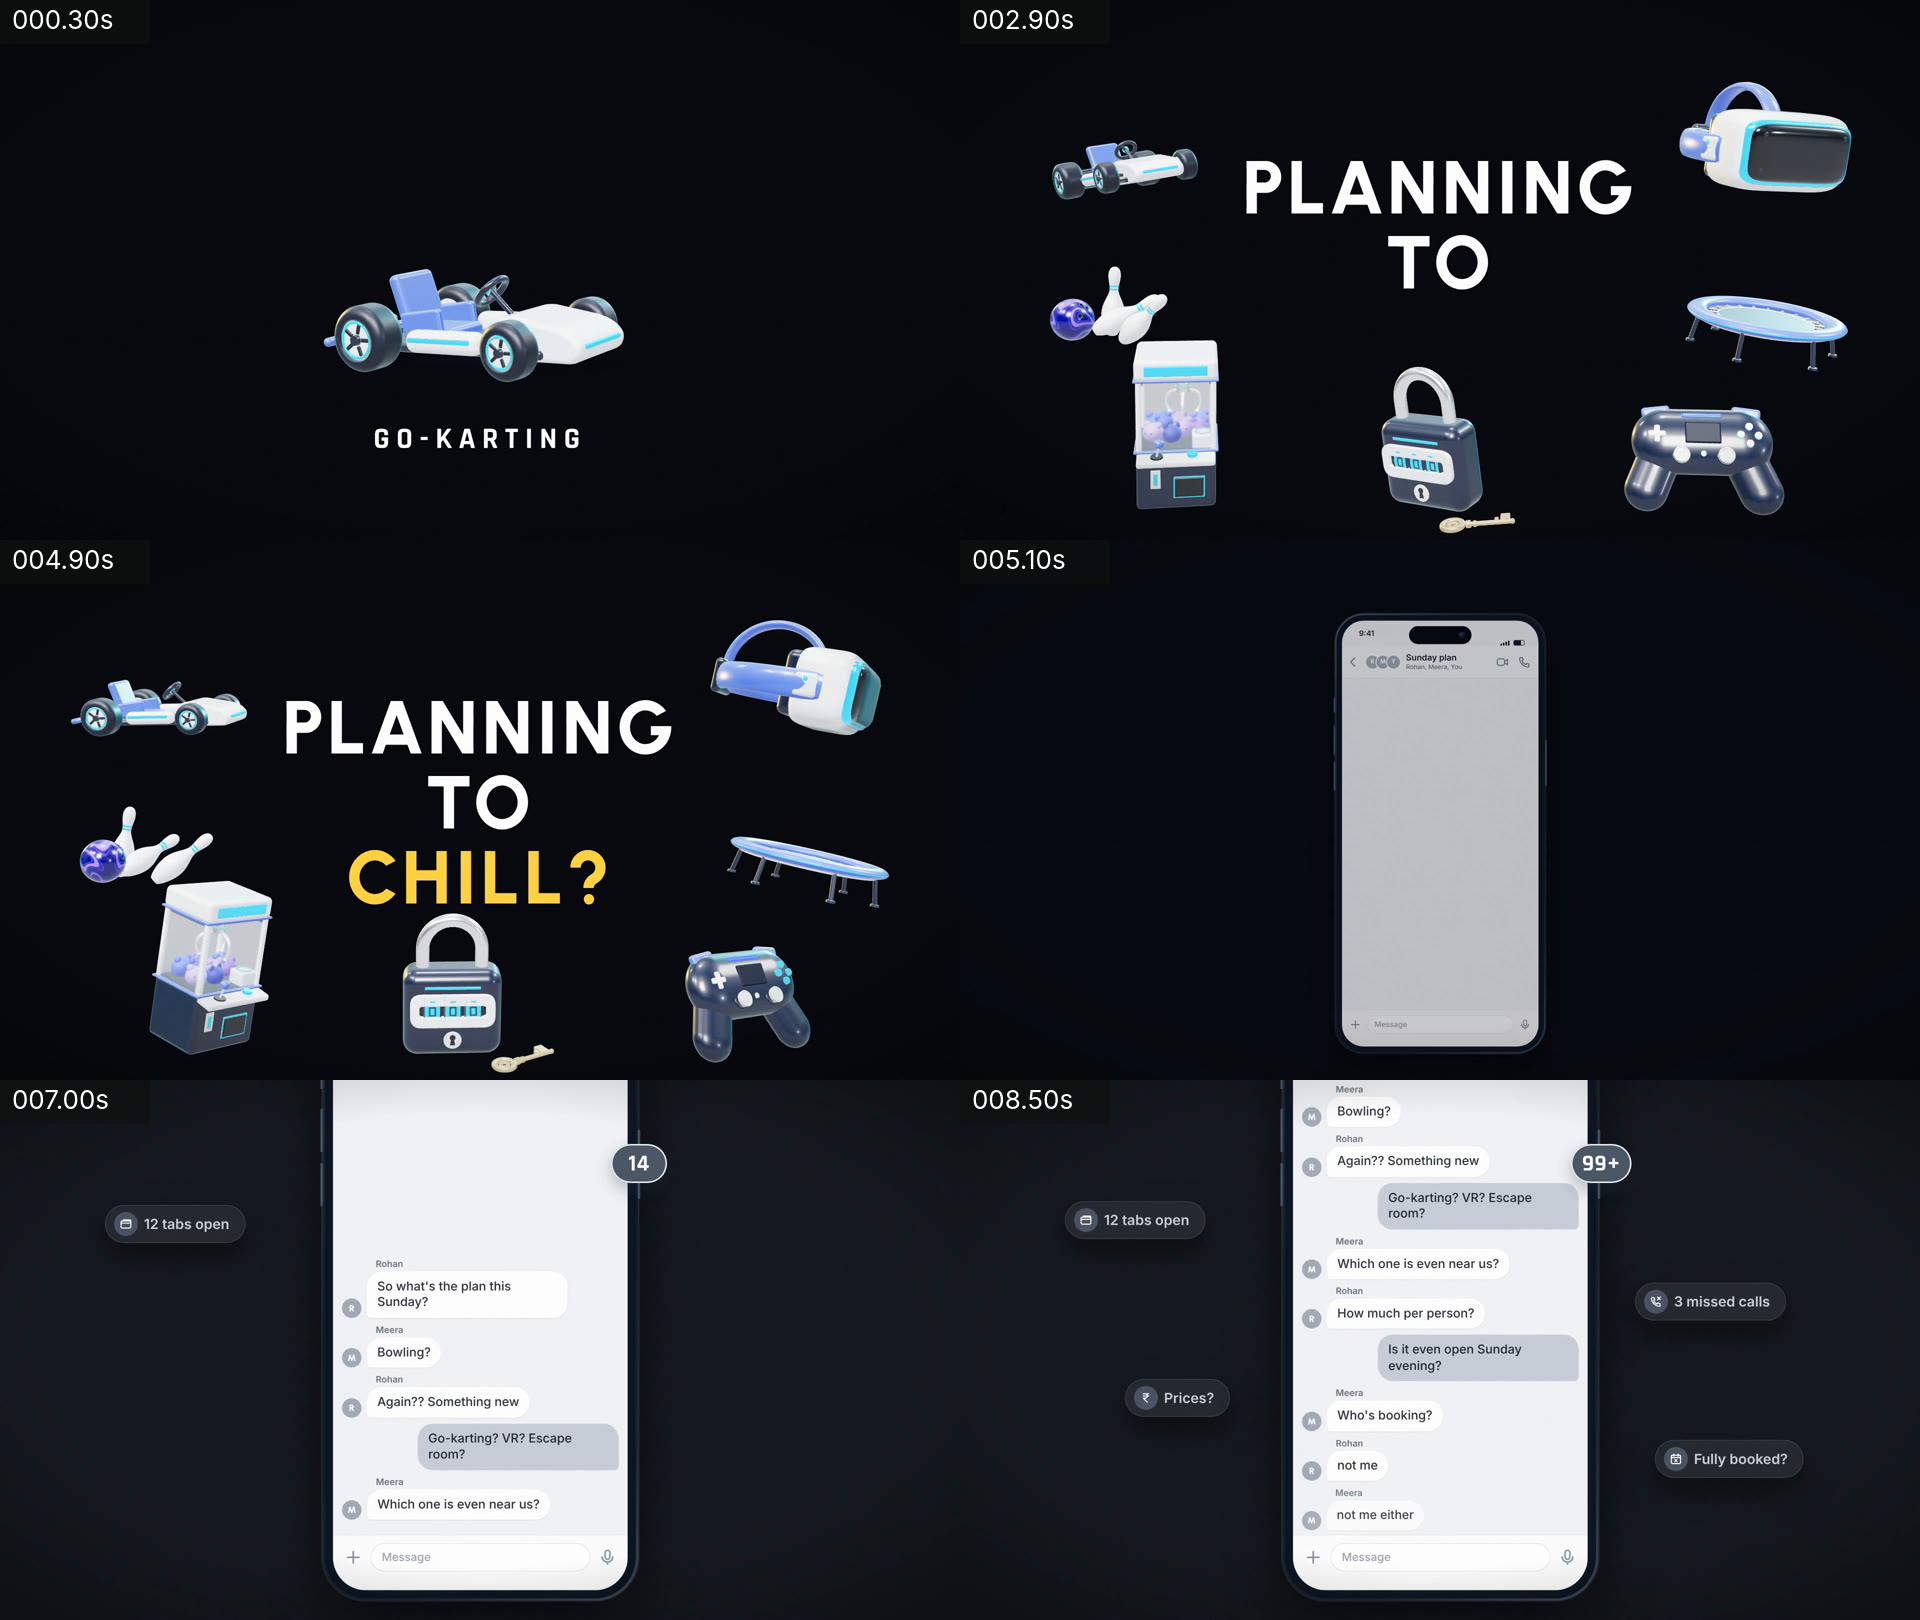 000.30s
GO-KARTING
002.90s
PLANNING
TO
000
004.90s
PLANNING
TO
CHILL?
000
005.10s
9:41
R M Y
Sunday plan
Rohan, Meera, You
Message
007.00s
14
12 tabs open
Rohan
So what's the plan this
Sunday?
R
Meera
Bowling?
M
Rohan
Again?? Something new
R
Go-karting? VR? Escape
room?
Meera
Which one is even near us?
M
Message
008.50s
Meera
Bowling?
M
Rohan
Again?? Something new
R
99+
Go-karting? VR? Escape
room?
12 tabs open
Meera
Which one is even near us?
M
Rohan
How much per person?
R
3 missed calls
Is it even open Sunday
evening?
₹ Prices?
Meera
Who's booking?
M
Rohan
not me
R
Fully booked?
Meera
not me either
M
Message